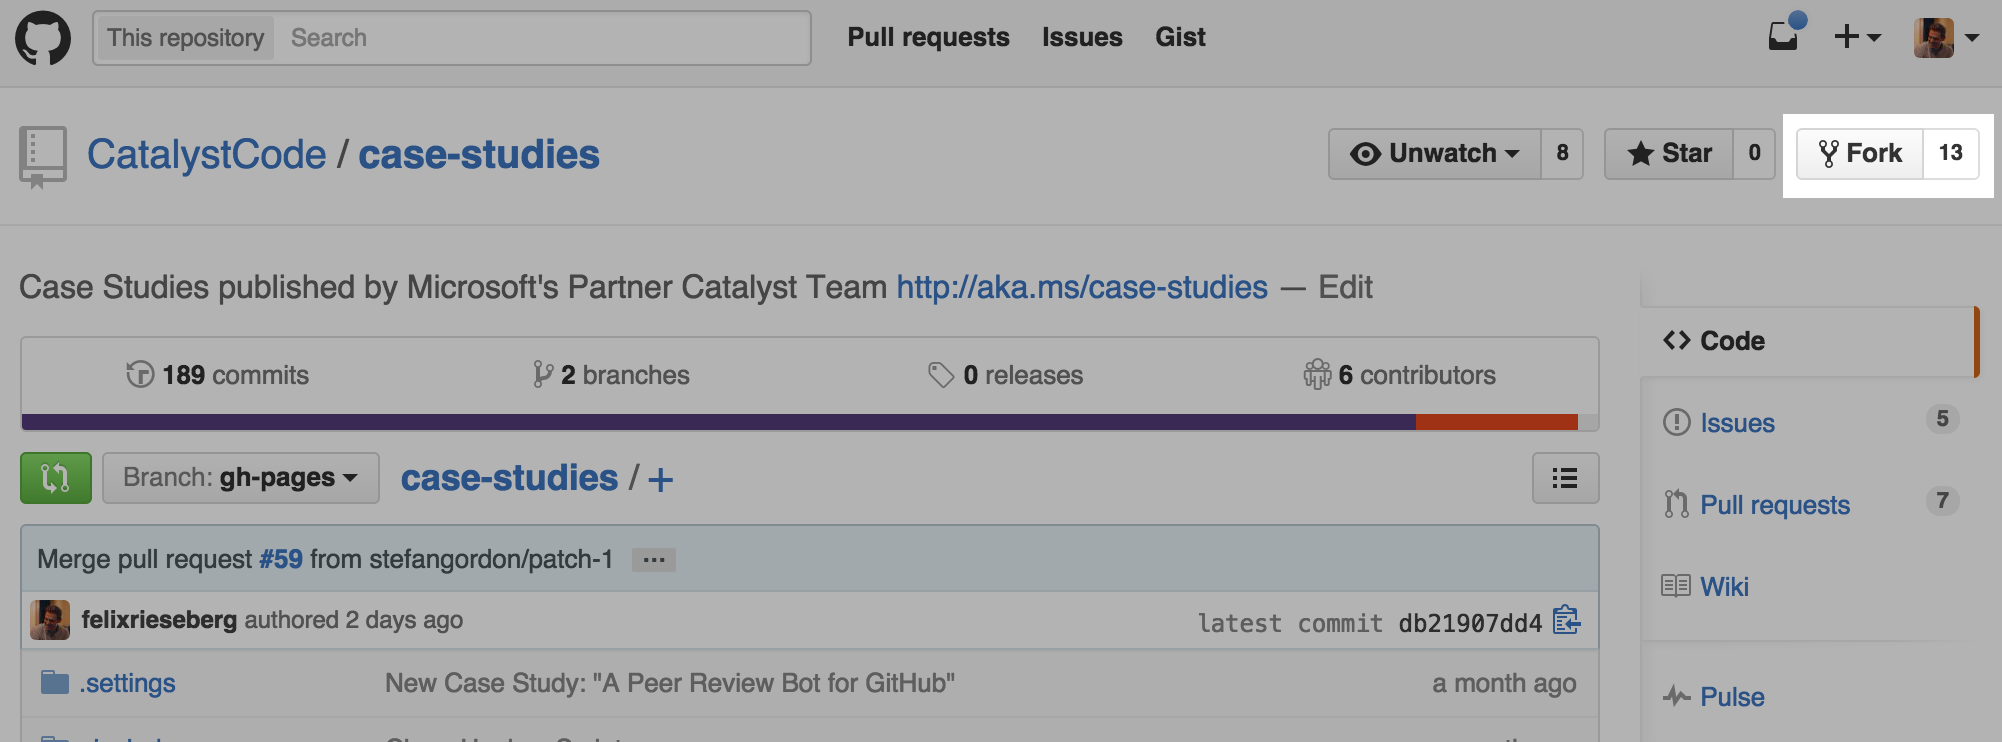 This repository Search Pull requests Issues Gist
CatalystCode / case-studies Unwatch 8 Star 0 Fork 13
Case Studies published by Microsoft's Partner Catalyst Team http://aka.ms/case-studies — Edit
189 commits 2 branches 0 releases 6 contributors
Branch: gh-pages case-studies / +
Merge pull request #59 from stefangordon/patch-1 ...
felixrieseberg authored 2 days ago latest commit db21907dd4
.settings New Case Study: "A Peer Review Bot for GitHub" a month ago
Code
Issues 5
Pull requests 7
Wiki
Pulse